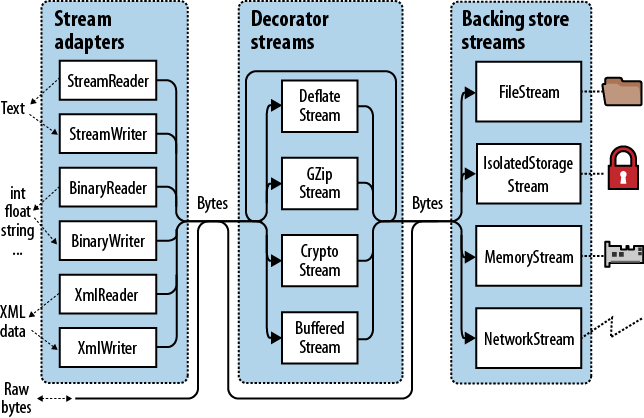 Stream
adapters
Decorator
streams
Backing store
streams
StreamReader
Text
StreamWriter
BinaryReader
int
float
string
...
BinaryWriter
XmlReader
XML
data
XmlWriter
Raw
bytes
Bytes
Deflate
Stream
GZip
Stream
Crypto
Stream
Buffered
Stream
Bytes
FileStream
IsolatedStorage
Stream
MemoryStream
NetworkStream